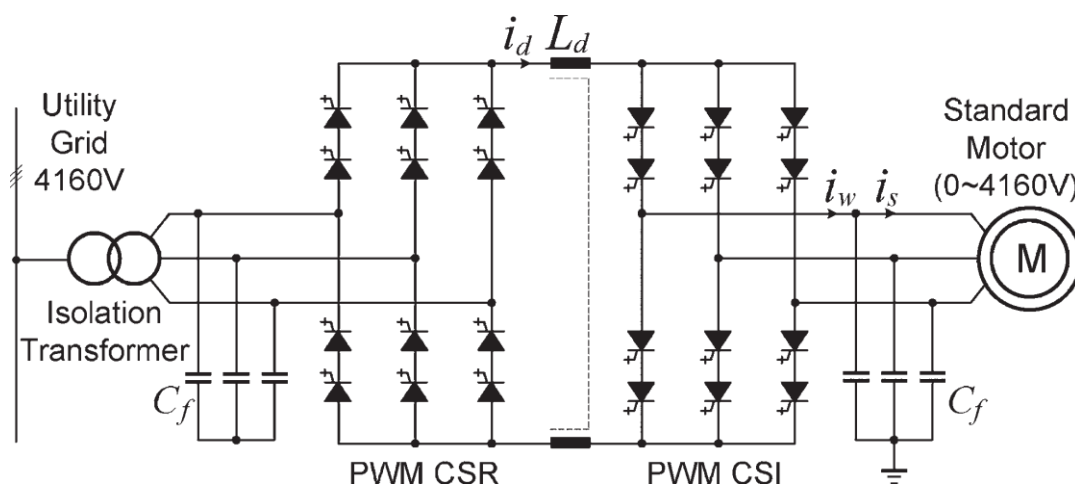 i_d L_d
Utility
Grid
4160V
Standard
Motor
(0~4160V)
i_w i_s
M
Isolation
Transformer
C_f
C_f
PWM CSR
PWM CSI